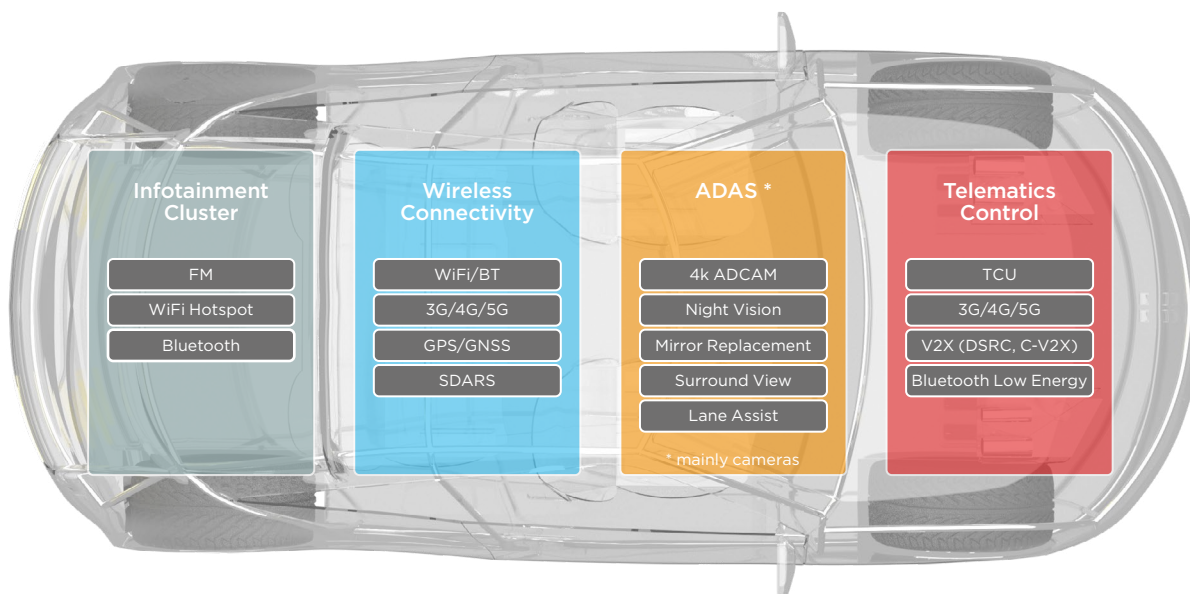 Infotainment
Cluster
FM
WiFi Hotspot
Bluetooth
Wireless
Connectivity
WiFi/BT
3G/4G/5G
GPS/GNSS
SDARS
ADAS *
4k ADCAM
Night Vision
Mirror Replacement
Surround View
Lane Assist
* mainly cameras
Telematics
Control
TCU
3G/4G/5G
V2X (DSRC, C-V2X)
Bluetooth Low Energy